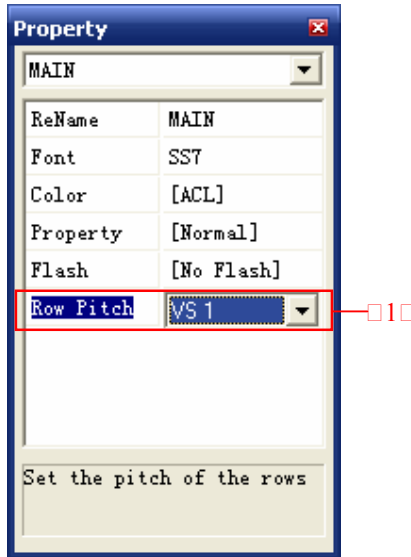 Property
MAIN
ReName MAIN
Font SS7
Color [ACL]
Property [Normal]
Flash [No Flash]
Row Pitch VS 1
□1□
Set the pitch of the rows